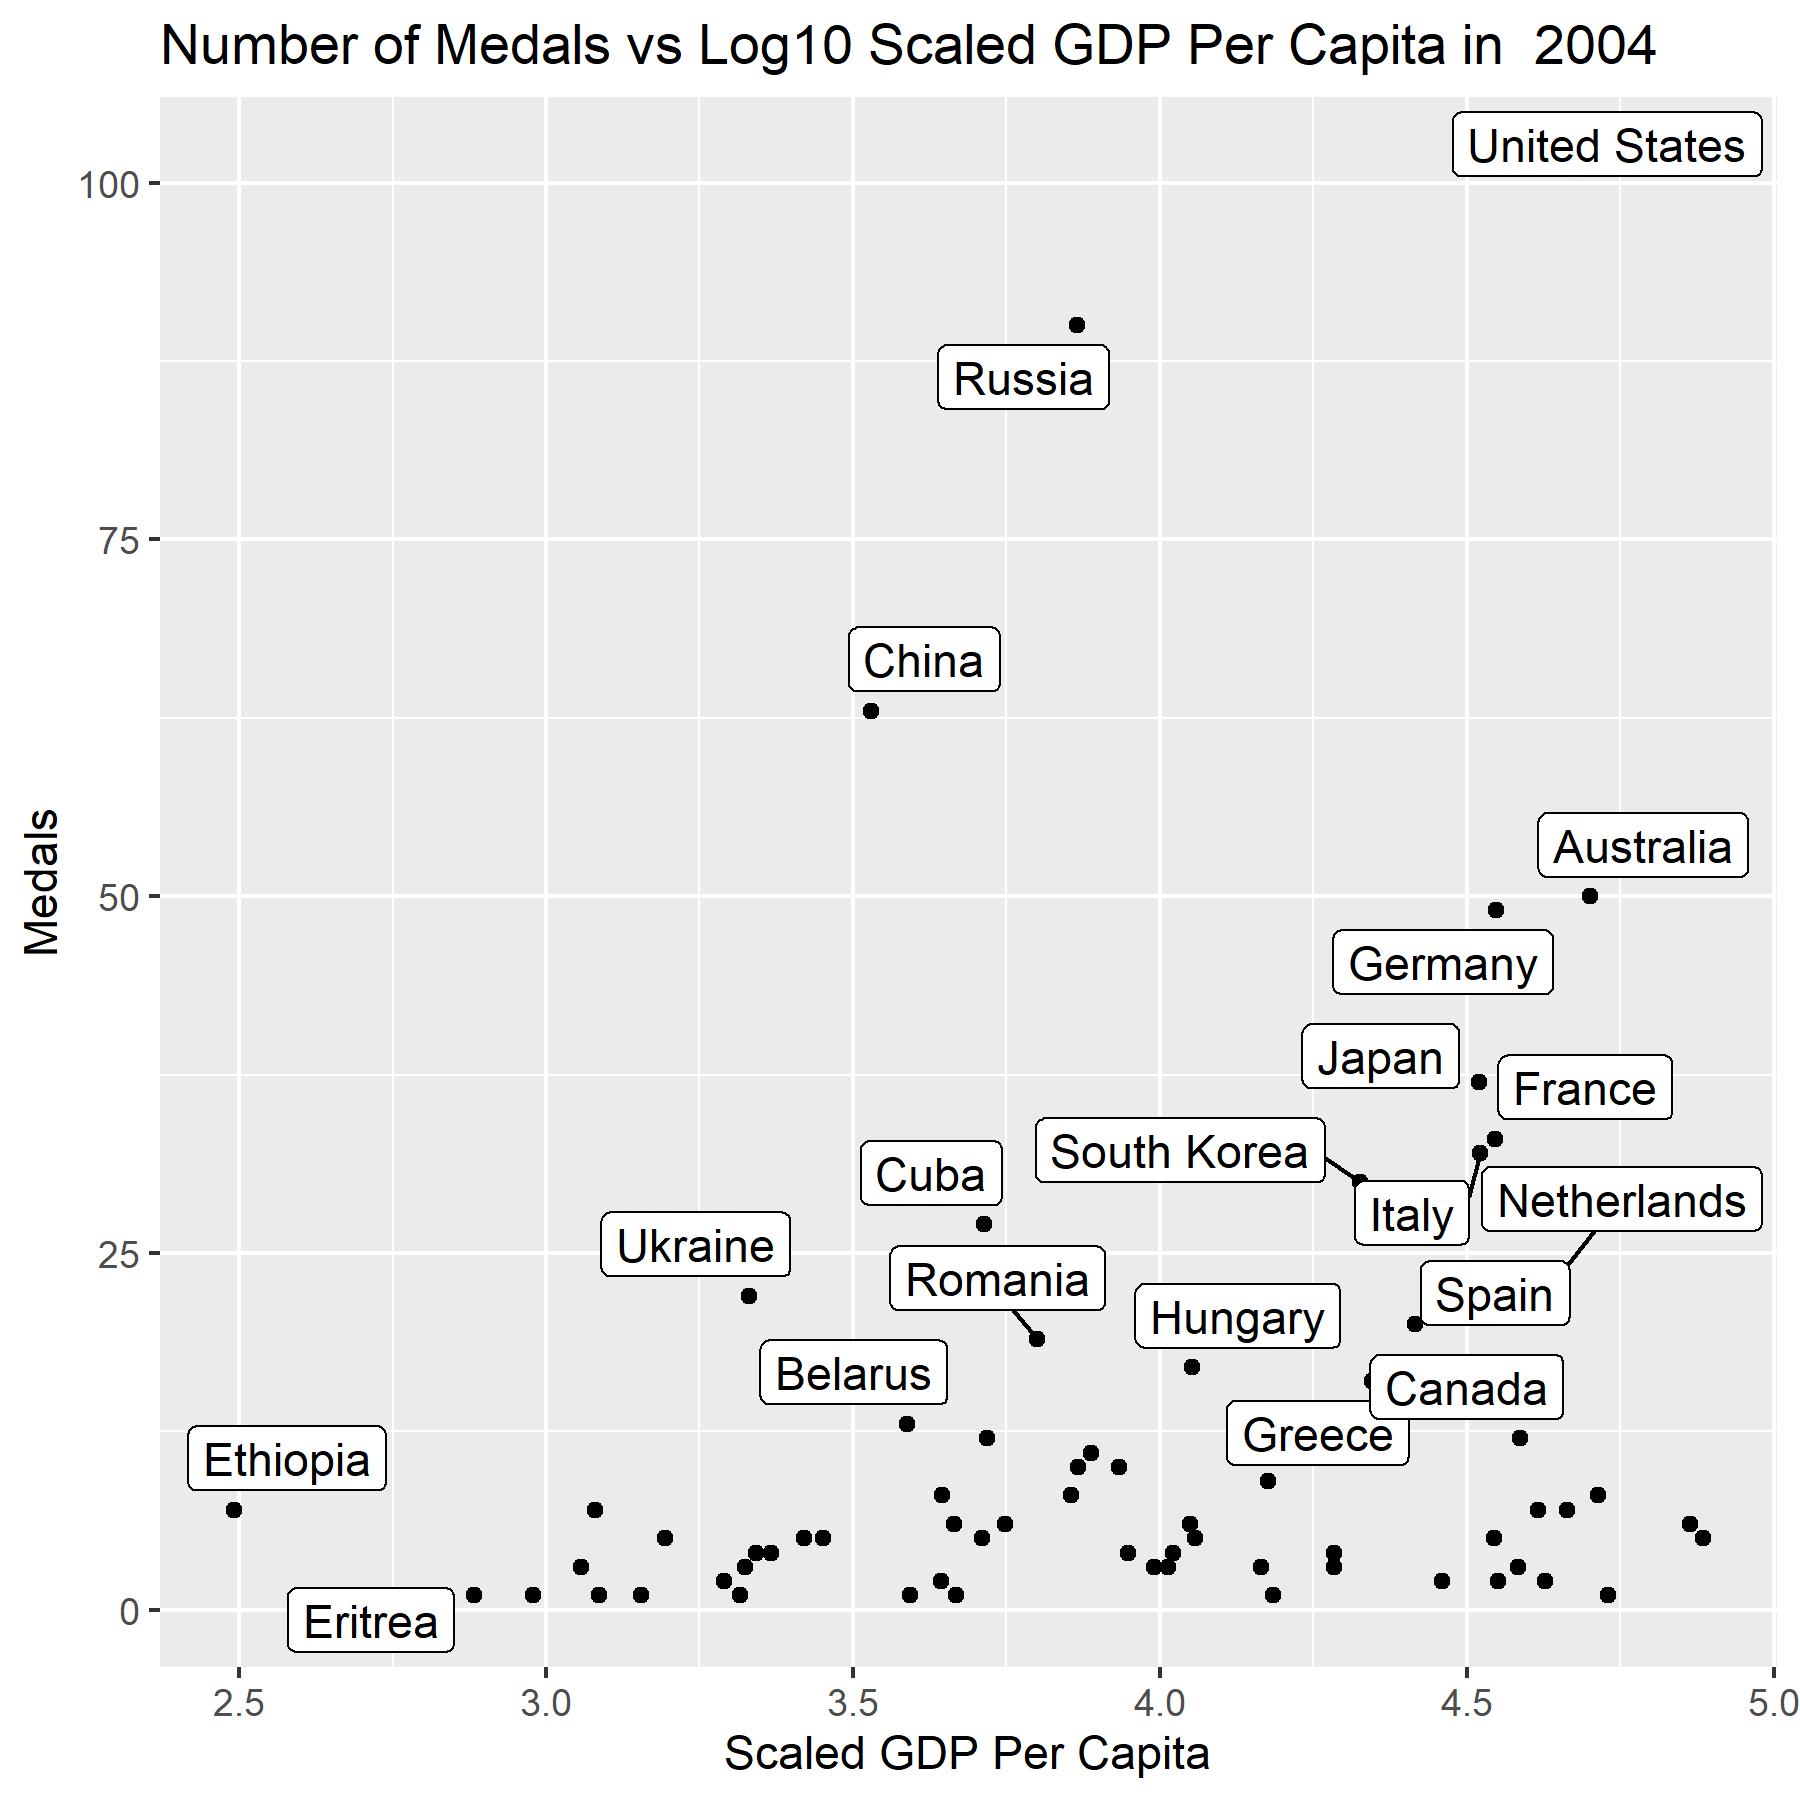 Number of Medals vs Log10 Scaled GDP Per Capita in  2004
United States
100
Russia
75
China
Australia
50
Germany
Japan
France
South Korea
Cuba
Netherlands
Italy
Ukraine
25
Romania
Spain
Hungary
Belarus
Canada
Greece
Ethiopia
0
Eritrea
Medals
2.5
3.0
3.5
4.0
4.5
5.0
Scaled GDP Per Capita